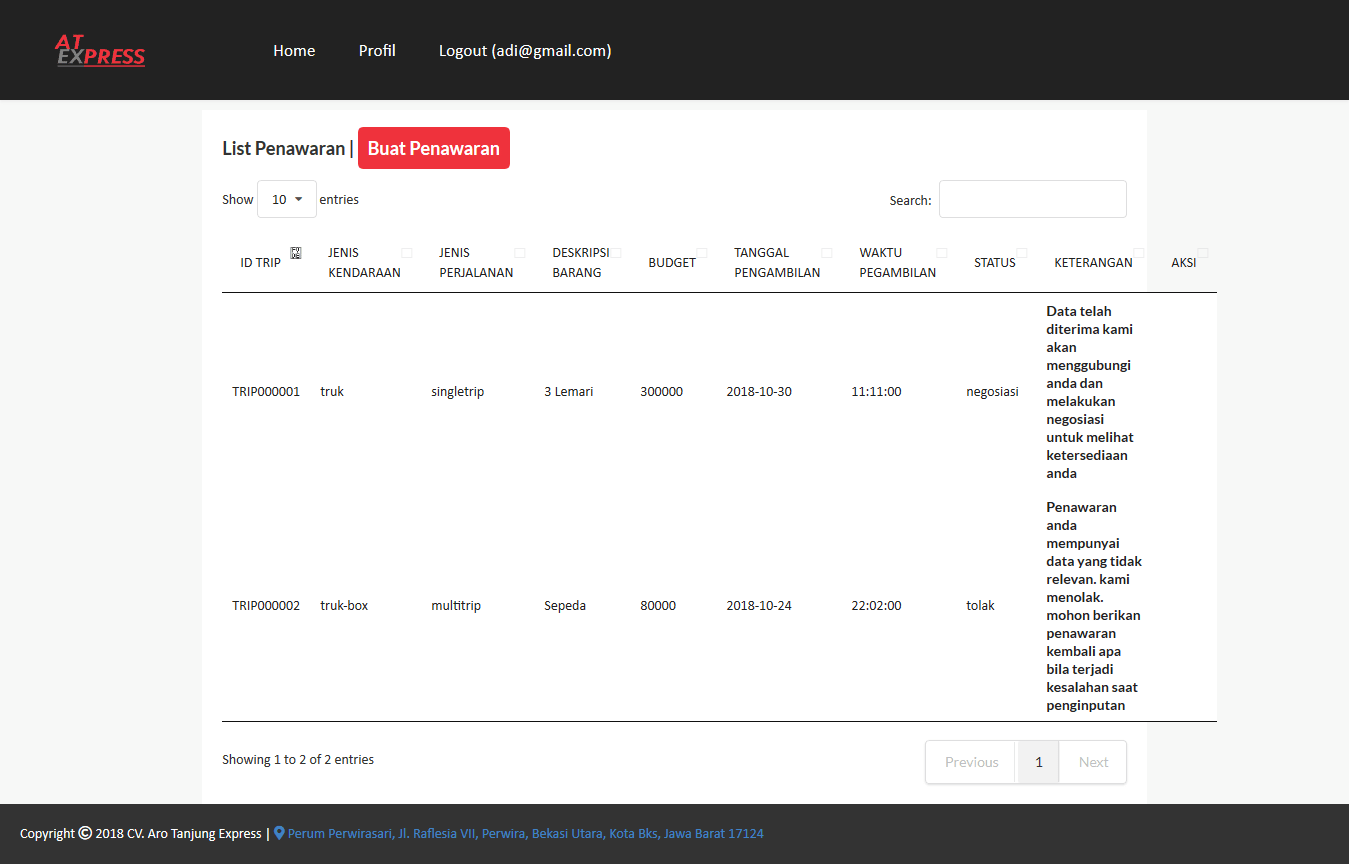 AT
EXPRESS
Home Profil Logout (adi@gmail.com)
List Penawaran | Buat Penawaran
Show 10 entries Search:
ID TRIP JENIS KENDARAAN JENIS PERJALANAN DESKRIPSI BARANG BUDGET TANGGAL PENGAMBILAN WAKTU PEGAMBILAN STATUS KETERANGAN AKSI
TRIP000001 truk singletrip 3 Lemari 300000 2018-10-30 11:11:00 negosiasi
Data telah
diterima kami
akan
menggubungi
anda dan
melakukan
negosiasi
untuk melihat
ketersediaan
anda
TRIP000002 truk-box multitrip Sepeda 80000 2018-10-24 22:02:00 tolak
Penawaran
anda
mempunyai
data yang tidak
relevan. kami
menolak.
mohon berikan
penawaran
kembali apa
bila terjadi
kesalahan saat
penginputan
Showing 1 to 2 of 2 entries Previous 1 Next
Copyright © 2018 CV. Aro Tanjung Express | Perum Perwirasari, Jl. Raflesia VII, Perwira, Bekasi Utara, Kota Bks, Jawa Barat 17124